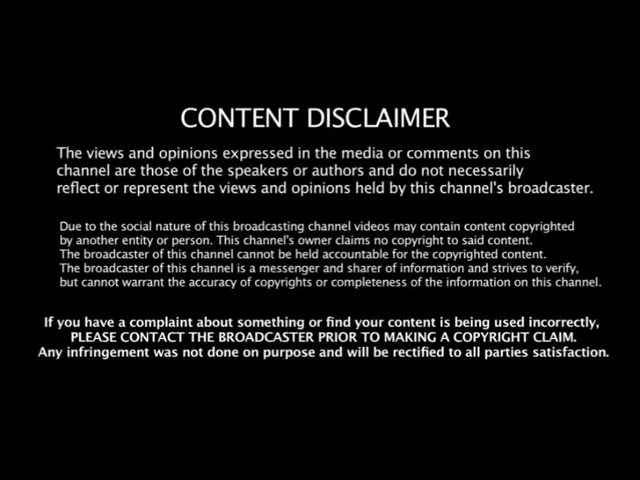 CONTENT DISCLAIMER
The views and opinions expressed in the media or comments on this
channel are those of the speakers or authors and do not necessarily
reflect or represent the views and opinions held by this channel's broadcaster.
Due to the social nature of this broadcasting channel videos may contain content copyrighted
by another entity or person. This channel's owner claims no copyright to said content.
The broadcaster of this channel cannot be held accountable for the copyrighted content.
The broadcaster of this channel is a messenger and sharer of information and strives to verify,
but cannot warrant the accuracy of copyrights or completeness of the information on this channel.
If you have a complaint about something or find your content is being used incorrectly,
PLEASE CONTACT THE BROADCASTER PRIOR TO MAKING A COPYRIGHT CLAIM.
Any infringement was not done on purpose and will be rectified to all parties satisfaction.